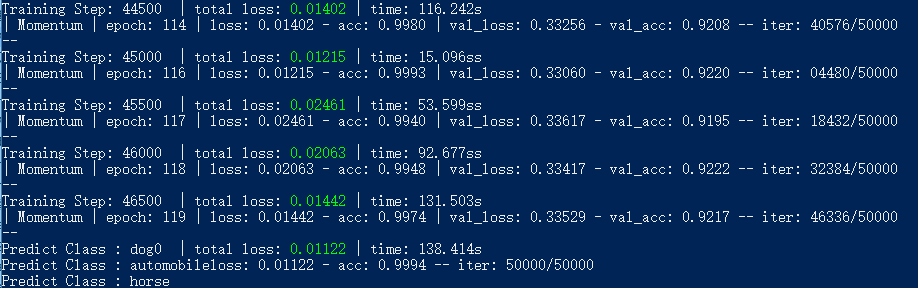 Training Step: 44500 | total loss: 0.01402 | time: 116.242s
| Momentum | epoch: 114 | loss: 0.01402 - acc: 0.9980 | val_loss: 0.33256 - val_acc: 0.9208 -- iter: 40576/50000
--
Training Step: 45000 | total loss: 0.01215 | time: 15.096ss
| Momentum | epoch: 116 | loss: 0.01215 - acc: 0.9993 | val_loss: 0.33060 - val_acc: 0.9220 -- iter: 04480/50000
--
Training Step: 45500 | total loss: 0.02461 | time: 53.599ss
| Momentum | epoch: 117 | loss: 0.02461 - acc: 0.9940 | val_loss: 0.33617 - val_acc: 0.9195 -- iter: 18432/50000
--
Training Step: 46000 | total loss: 0.02063 | time: 92.677ss
| Momentum | epoch: 118 | loss: 0.02063 - acc: 0.9948 | val_loss: 0.33417 - val_acc: 0.9222 -- iter: 32384/50000
--
Training Step: 46500 | total loss: 0.01442 | time: 131.503s
| Momentum | epoch: 119 | loss: 0.01442 - acc: 0.9974 | val_loss: 0.33529 - val_acc: 0.9217 -- iter: 46336/50000
--
Predict Class : dog0 | total loss: 0.01122 | time: 138.414s
Predict Class : automobileloss: 0.01122 - acc: 0.9994 -- iter: 50000/50000
Predict Class : horse